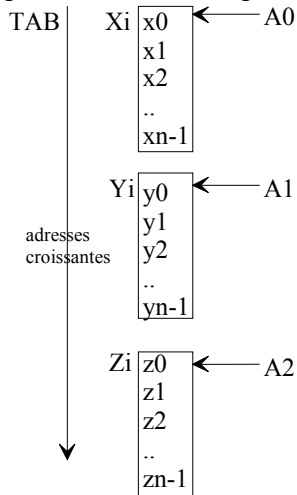 TAB Xi x0 A0
x1
x2
..
xn-1
Yi y0 A1
y1
adresses
croissantes
y2
..
yn-1
Zi z0 A2
z1
z2
..
zn-1